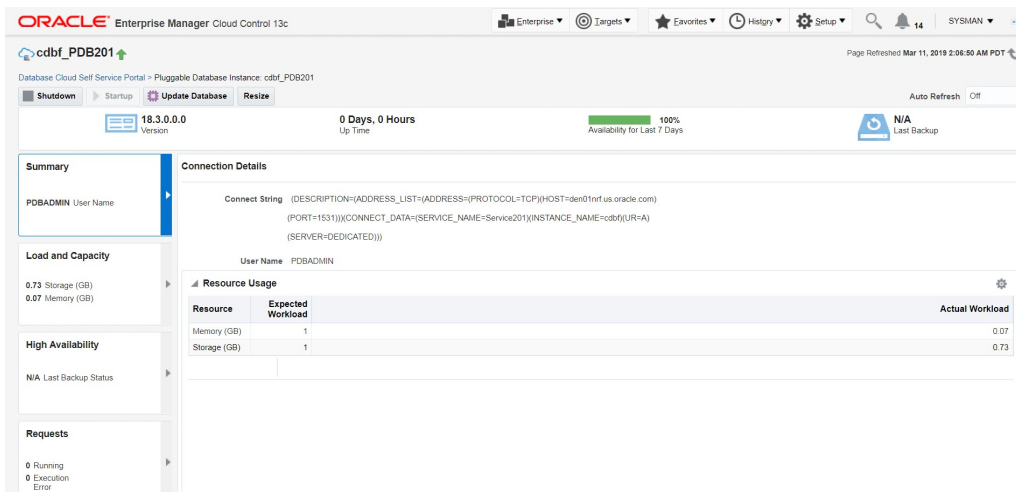 ORACLE® Enterprise Manager Cloud Control 13c
Enterprise ▼ Targets ▼ Favorites ▼ History ▼ Setup ▼ 14 SYSMAN ▼
cdbf_PDB201
Page Refreshed Mar 11, 2019 2:06:50 AM PDT
Database Cloud Self Service Portal > Pluggable Database Instance: cdbf_PDB201
Shutdown Startup Update Database Resize
Auto Refresh Off
18.3.0.0.0
Version
0 Days, 0 Hours
Up Time
100%
Availability for Last 7 Days
N/A
Last Backup
Summary
PDBADMIN User Name
Load and Capacity
0.73 Storage (GB)
0.07 Memory (GB)
High Availability
N/A Last Backup Status
Requests
0 Running
0 Execution
Error
Connection Details
Connect String (DESCRIPTION=(ADDRESS_LIST=(ADDRESS=(PROTOCOL=TCP)(HOST=den01nrf.us.oracle.com)
(PORT=1531)))(CONNECT_DATA=(SERVICE_NAME=Service201)(INSTANCE_NAME=cdbf)(UR=A)
(SERVER=DEDICATED)))
User Name PDBADMIN
Resource Usage
Resource Expected Workload Actual Workload
Memory (GB) 1 0.07
Storage (GB) 1 0.73